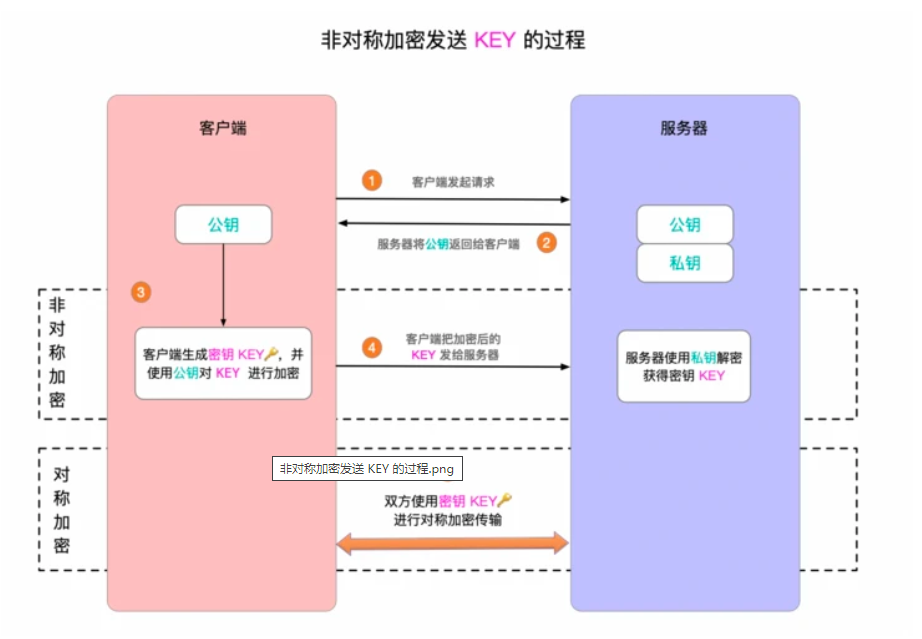 非对称加密发送 KEY 的过程
客户端
服务器
1
客户端发起请求
公钥
服务器将公钥返回给客户端
2
公钥
私钥
3
非对称加密
客户端生成密钥 KEY🔑，并
使用公钥对 KEY 进行加密
4
客户端把加密后的
KEY 发给服务器
服务器使用私钥解密
获得密钥 KEY
对称加密
非对称加密发送 KEY 的过程.png
双方使用密钥 KEY🔑
进行对称加密传输